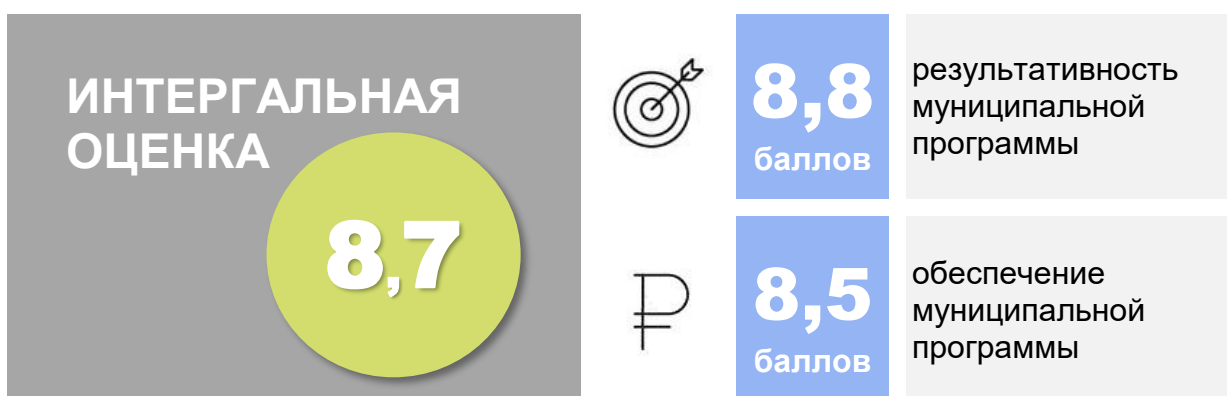 ИНТЕРГАЛЬНАЯ
ОЦЕНКА
8,7
8,8
баллов
результативность
муниципальной
программы
8,5
баллов
обеспечение
муниципальной
программы